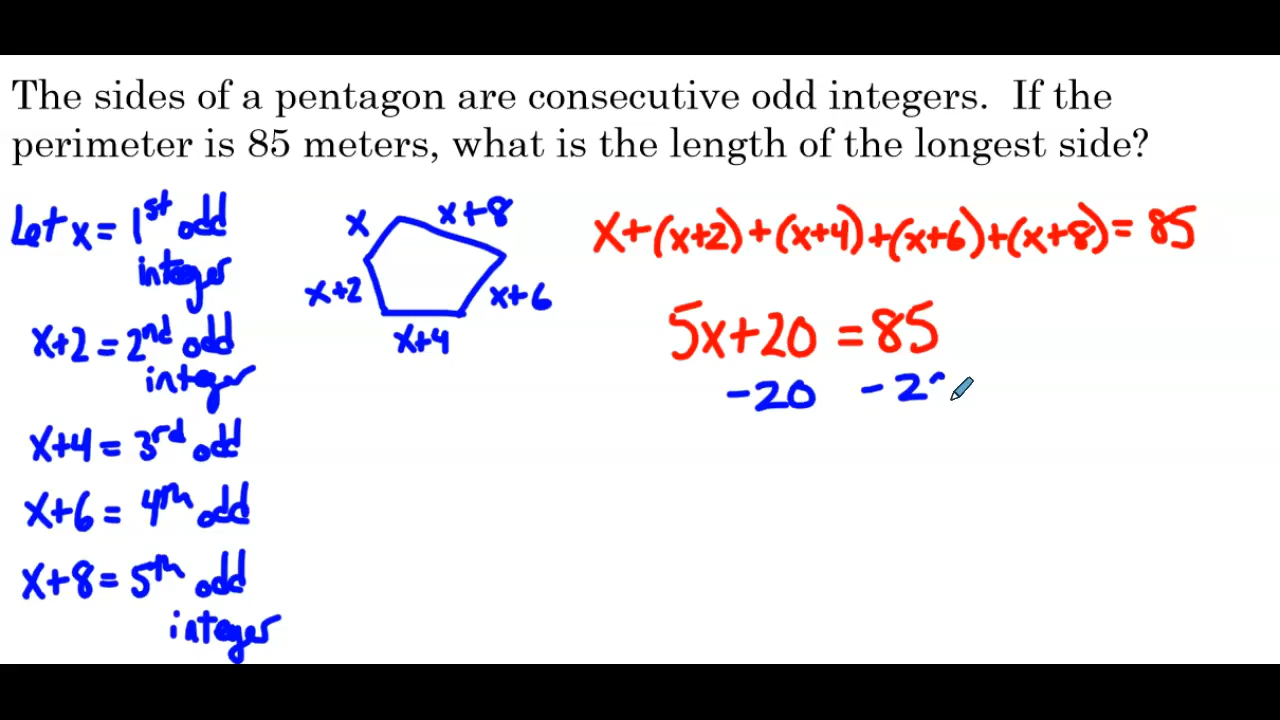 The sides of a pentagon are consecutive odd integers. If the
perimeter is 85 meters, what is the length of the longest side?
Let x = 1st odd
integer
x+2 = 2nd odd
integer
x+4 = 3rd odd
x+6 = 4th odd
x+8 = 5th odd
integer
x
x+8
x+2
x+6
x+4
x+(x+2)+(x+4)+(x+6)+(x+8)= 85
5x+20 = 85
-20 -2